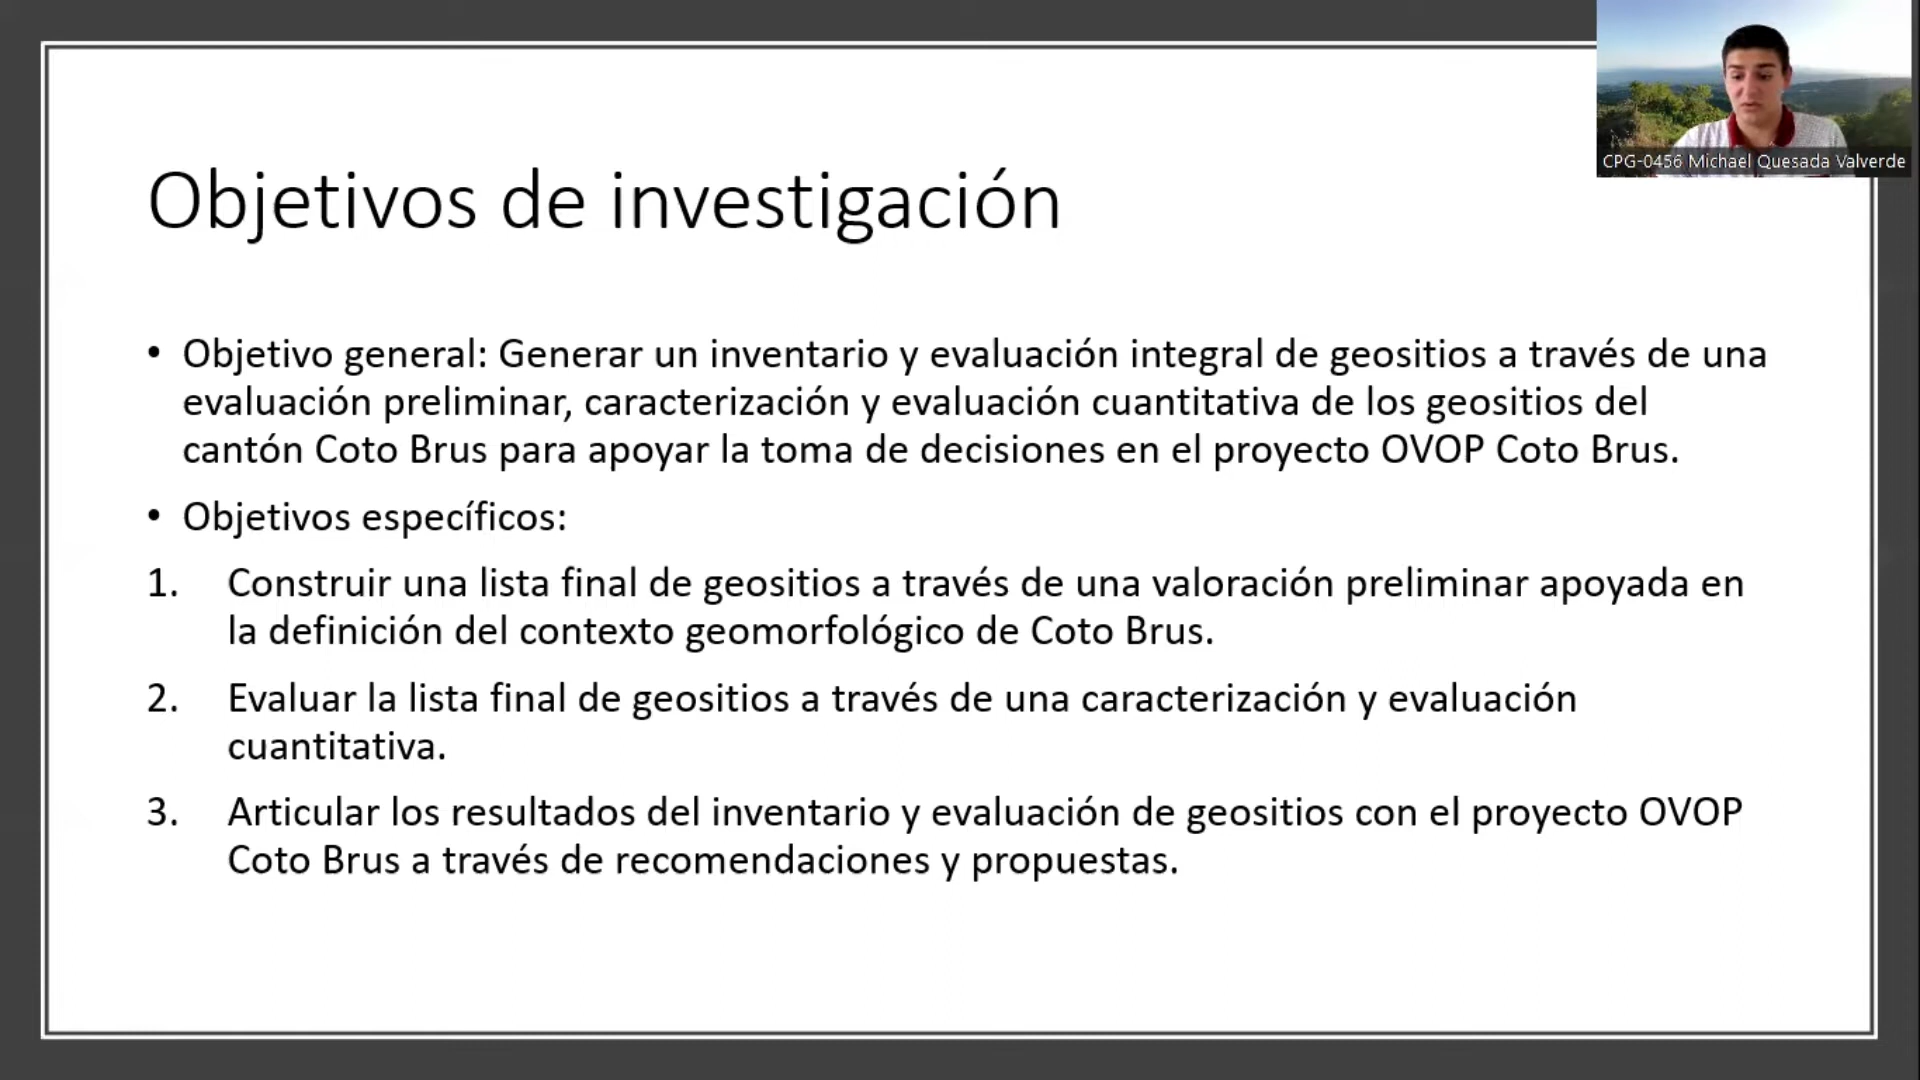 CPG-0456 Michael Quesada Valverde
Objetivos de investigación
• Objetivo general: Generar un inventario y evaluación integral de geositios a través de una
evaluación preliminar, caracterización y evaluación cuantitativa de los geositios del
cantón Coto Brus para apoyar la toma de decisiones en el proyecto OVOP Coto Brus.
• Objetivos específicos:
1. Construir una lista final de geositios a través de una valoración preliminar apoyada en
la definición del contexto geomorfológico de Coto Brus.
2. Evaluar la lista final de geositios a través de una caracterización y evaluación
cuantitativa.
3. Articular los resultados del inventario y evaluación de geositios con el proyecto OVOP
Coto Brus a través de recomendaciones y propuestas.